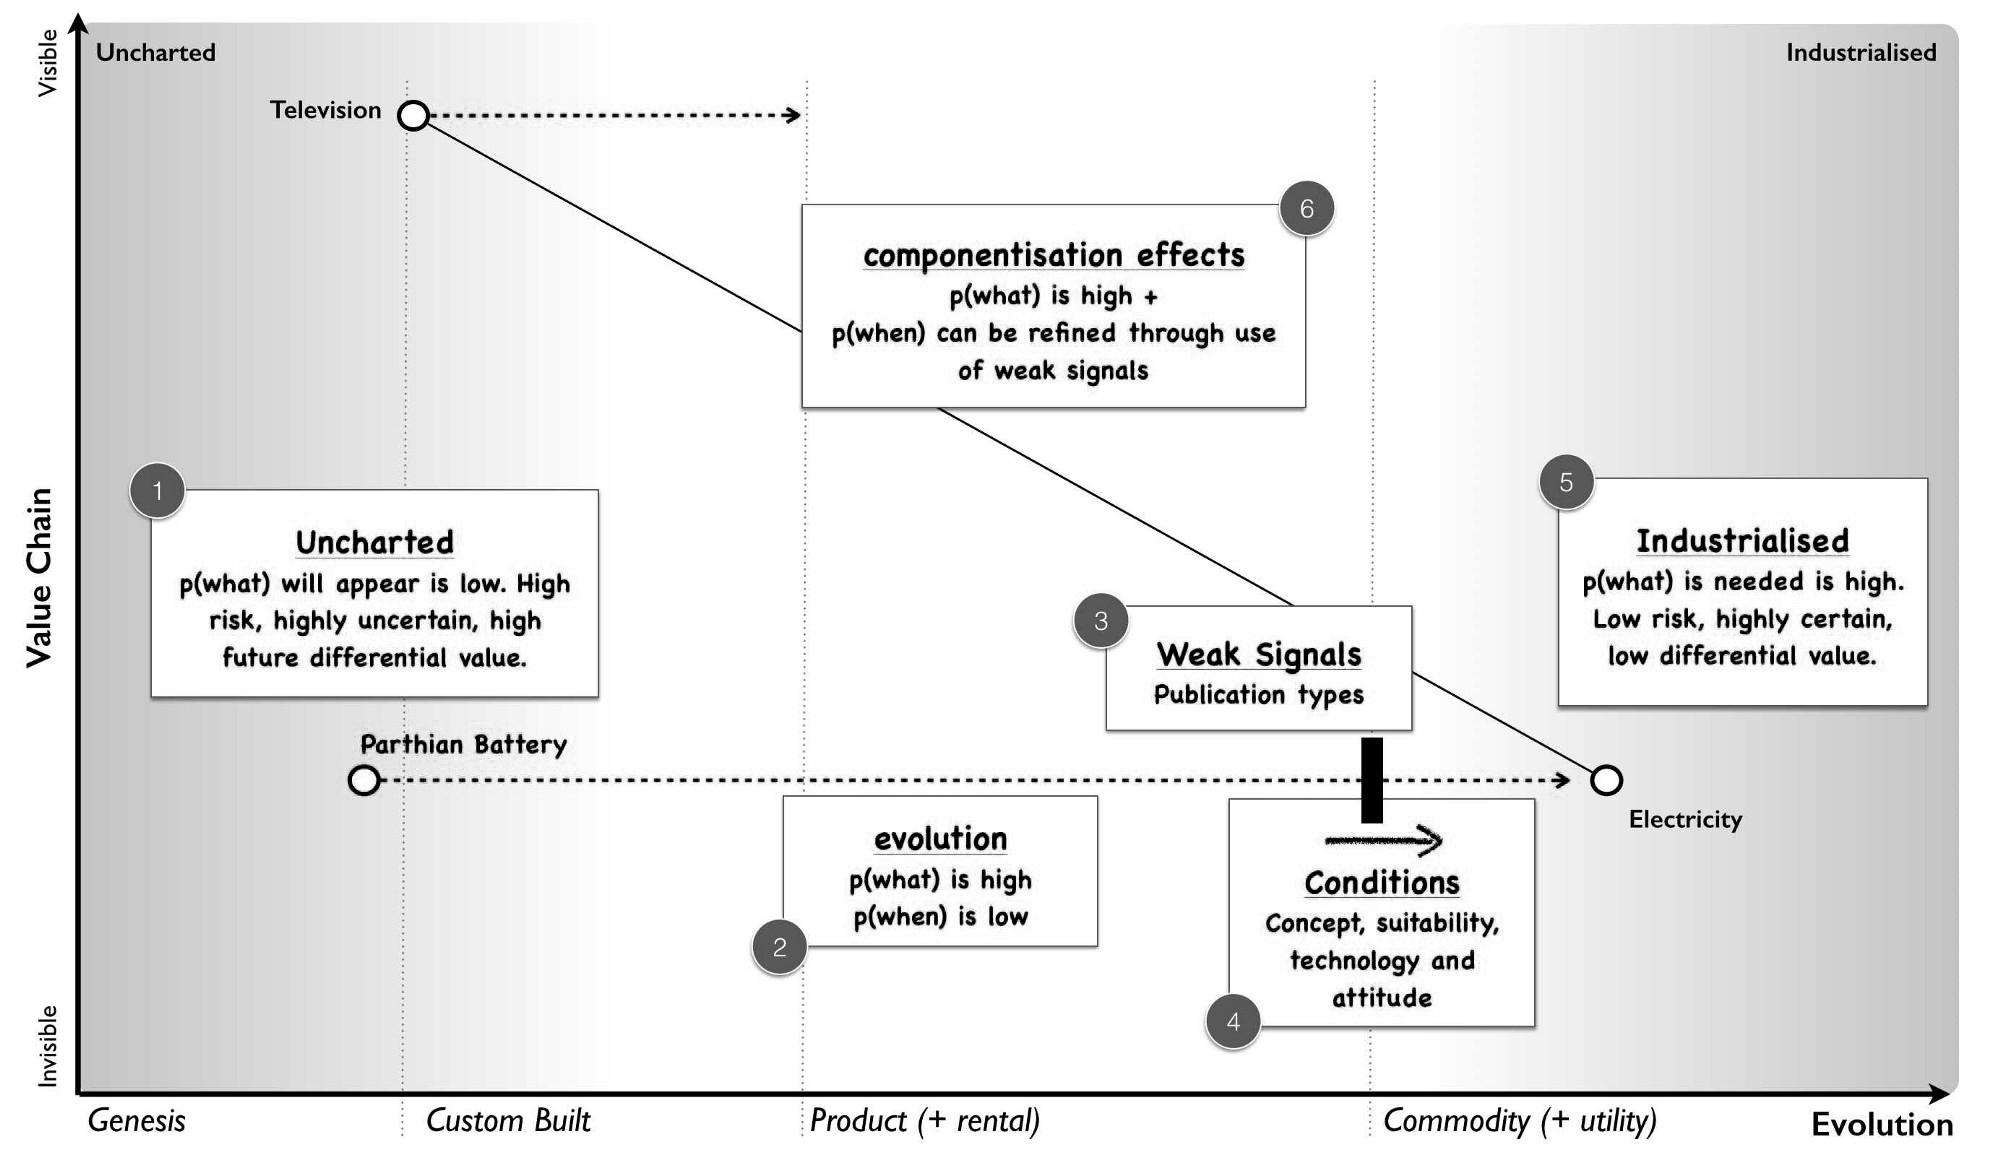 Visible
Uncharted
Industrialised
Television
6
componentisation effects
p(what) is high +
p(when) can be refined through use
of weak signals
1
Uncharted
p(what) will appear is low. High
risk, highly uncertain, high
future differential value.
5
Industrialised
p(what) is needed is high.
Low risk, highly certain,
low differential value.
Value Chain
3
Weak Signals
Publication types
Parthian Battery
Electricity
evolution
p(what) is high
p(when) is low
2
Conditions
Concept, suitability,
technology and
attitude
4
Invisible
Genesis
Custom Built
Product (+ rental)
Commodity (+ utility)
Evolution